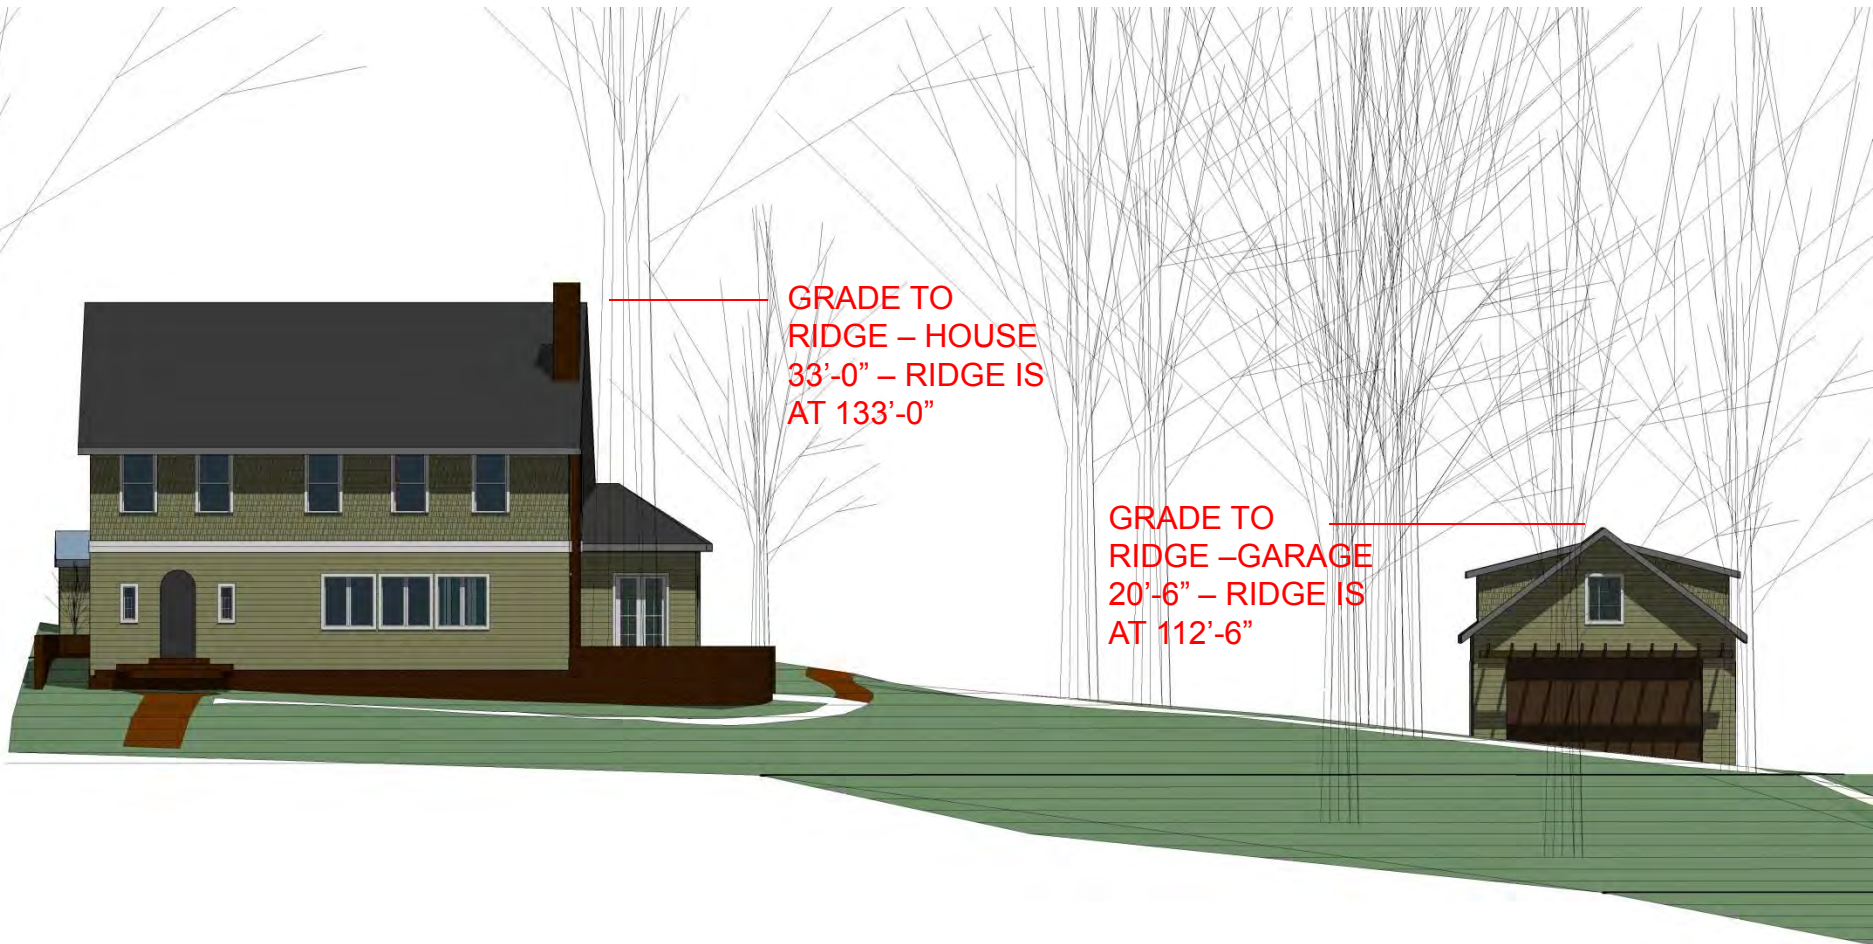 GRADE TO
RIDGE – HOUSE
33’-0” – RIDGE IS
AT 133’-0”
GRADE TO
RIDGE –GARAGE
20’-6” – RIDGE IS
AT 112’-6”